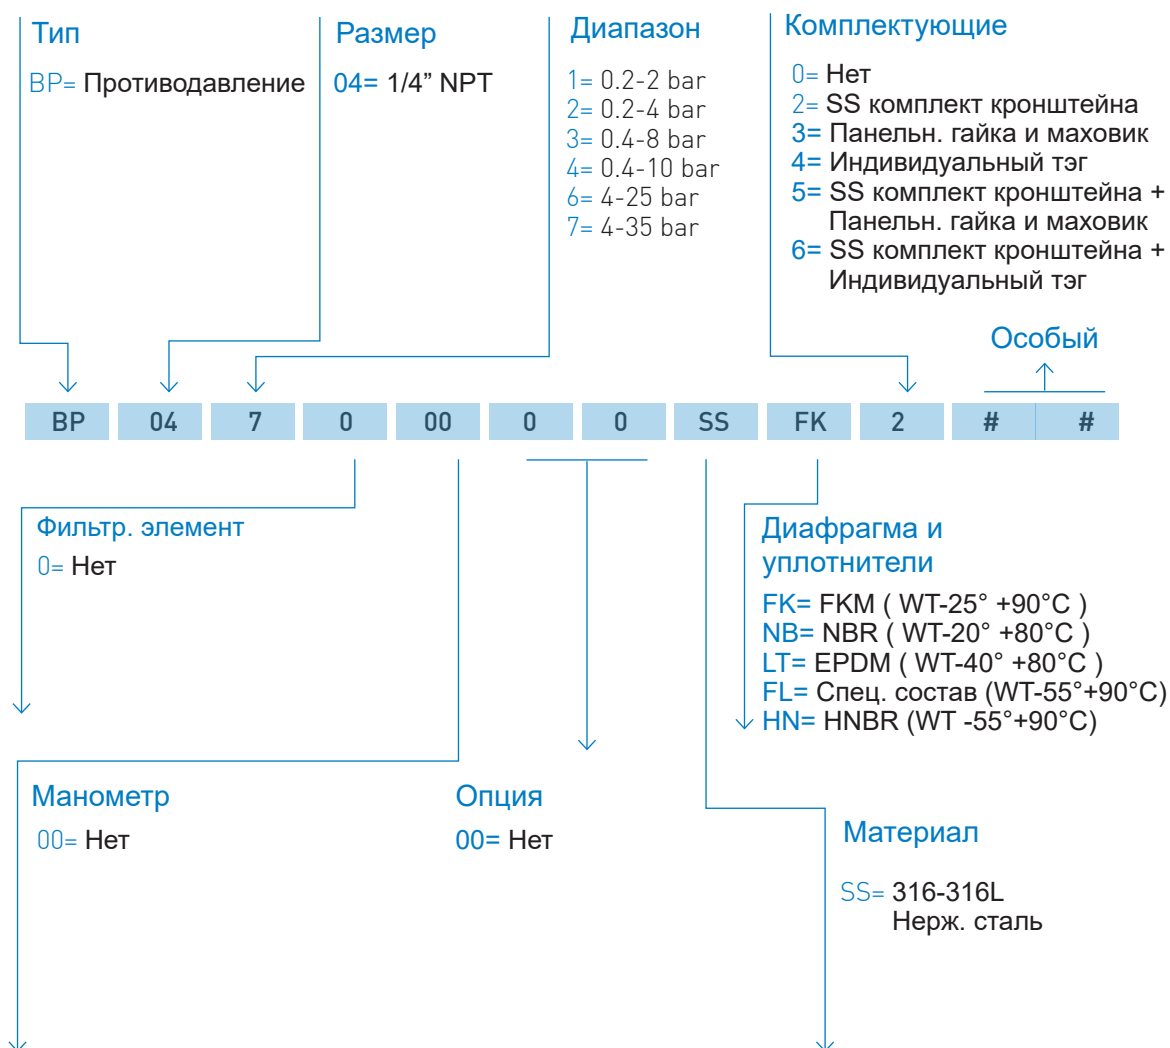 Тип
BP= Противодавление
Размер
04= 1/4” NPT
Диапазон
1= 0.2-2 bar
2= 0.2-4 bar
3= 0.4-8 bar
4= 0.4-10 bar
6= 4-25 bar
7= 4-35 bar
Комплектующие
0= Нет
2= SS комплект кронштейна
3= Панельн. гайка и маховик
4= Индивидуальный тэг
5= SS комплект кронштейна +
Панельн. гайка и маховик
6= SS комплект кронштейна +
Индивидуальный тэг
Особый
BP 04 7 0 00 0 0 SS FK 2 # #
Фильтр. элемент
0= Нет
Диафрагма и
уплотнители
FK= FKM ( WT-25° +90°C )
NB= NBR ( WT-20° +80°C )
LT= EPDM ( WT-40° +80°C )
FL= Спец. состав (WT-55°+90°C)
HN= HNBR (WT -55°+90°C)
Манометр
00= Нет
Опция
00= Нет
Материал
SS= 316-316L
Нерж. сталь